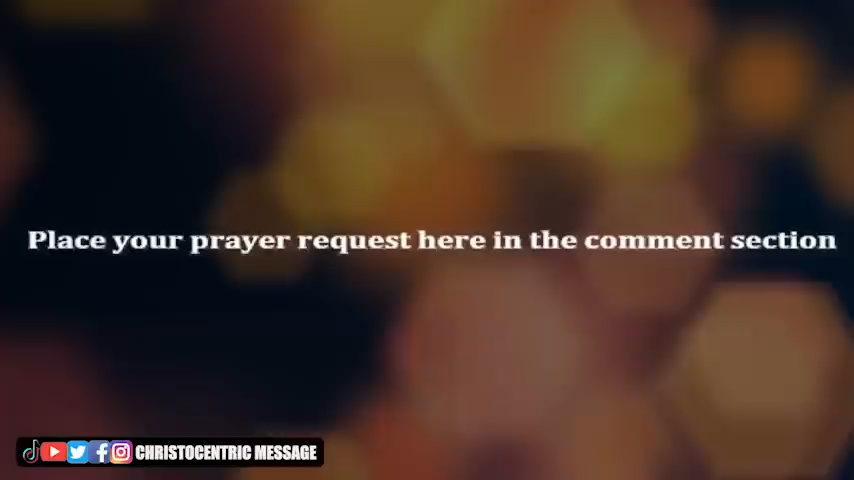 Place your prayer request here in the comment section
CHRISTOCENTRIC MESSAGE